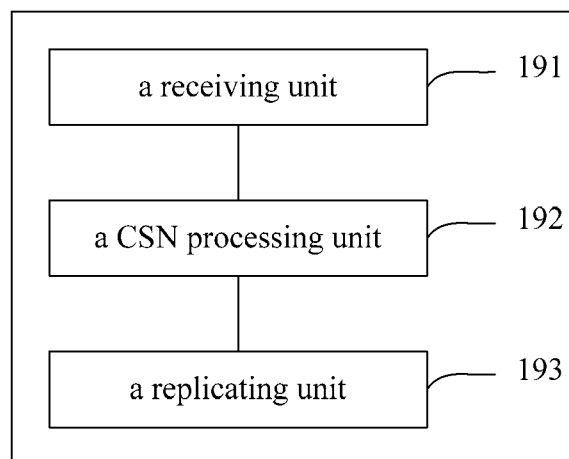 a receiving unit 191
a CSN processing unit 192
a replicating unit 193